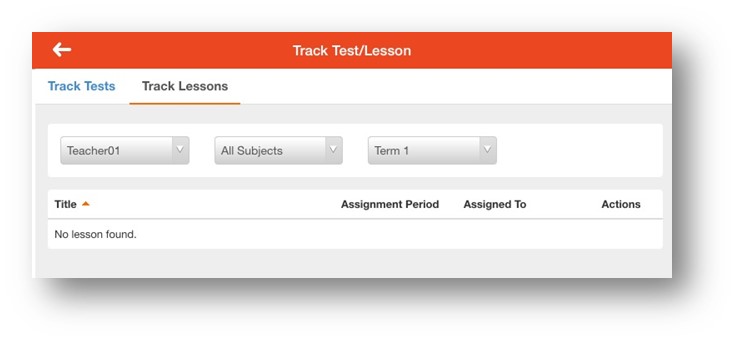 Track Test/Lesson
Track Tests Track Lessons
Teacher01 All Subjects Term 1
Title Assignment Period Assigned To Actions
No lesson found.